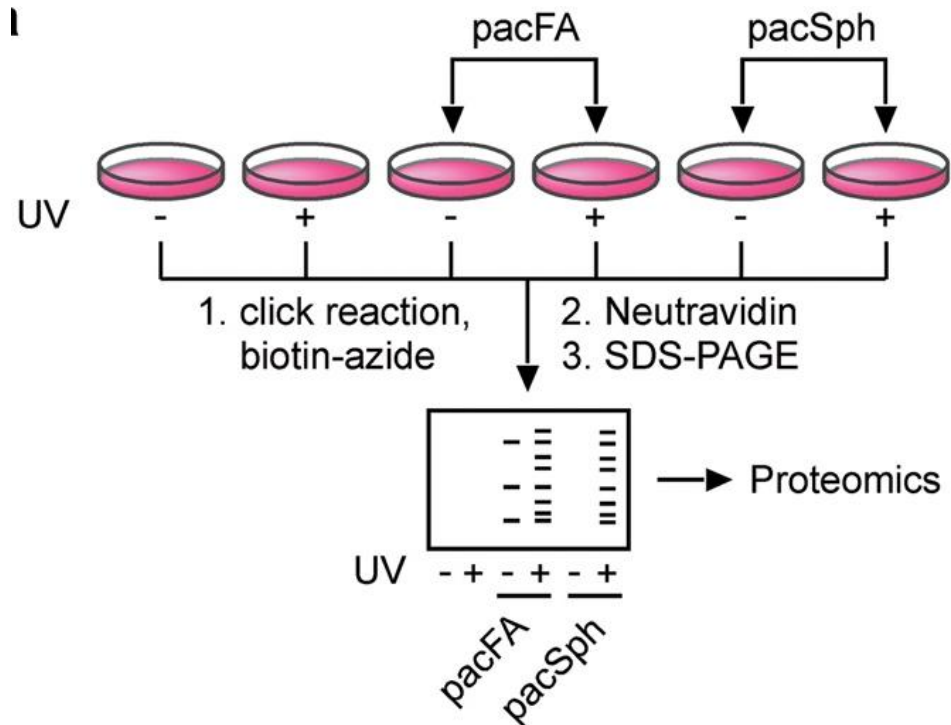 pacFA pacSph
UV - + - + - +
1. click reaction, 2. Neutravidin
biotin-azide 3. SDS-PAGE
Proteomics
UV - + - + - +
pacFA pacSph